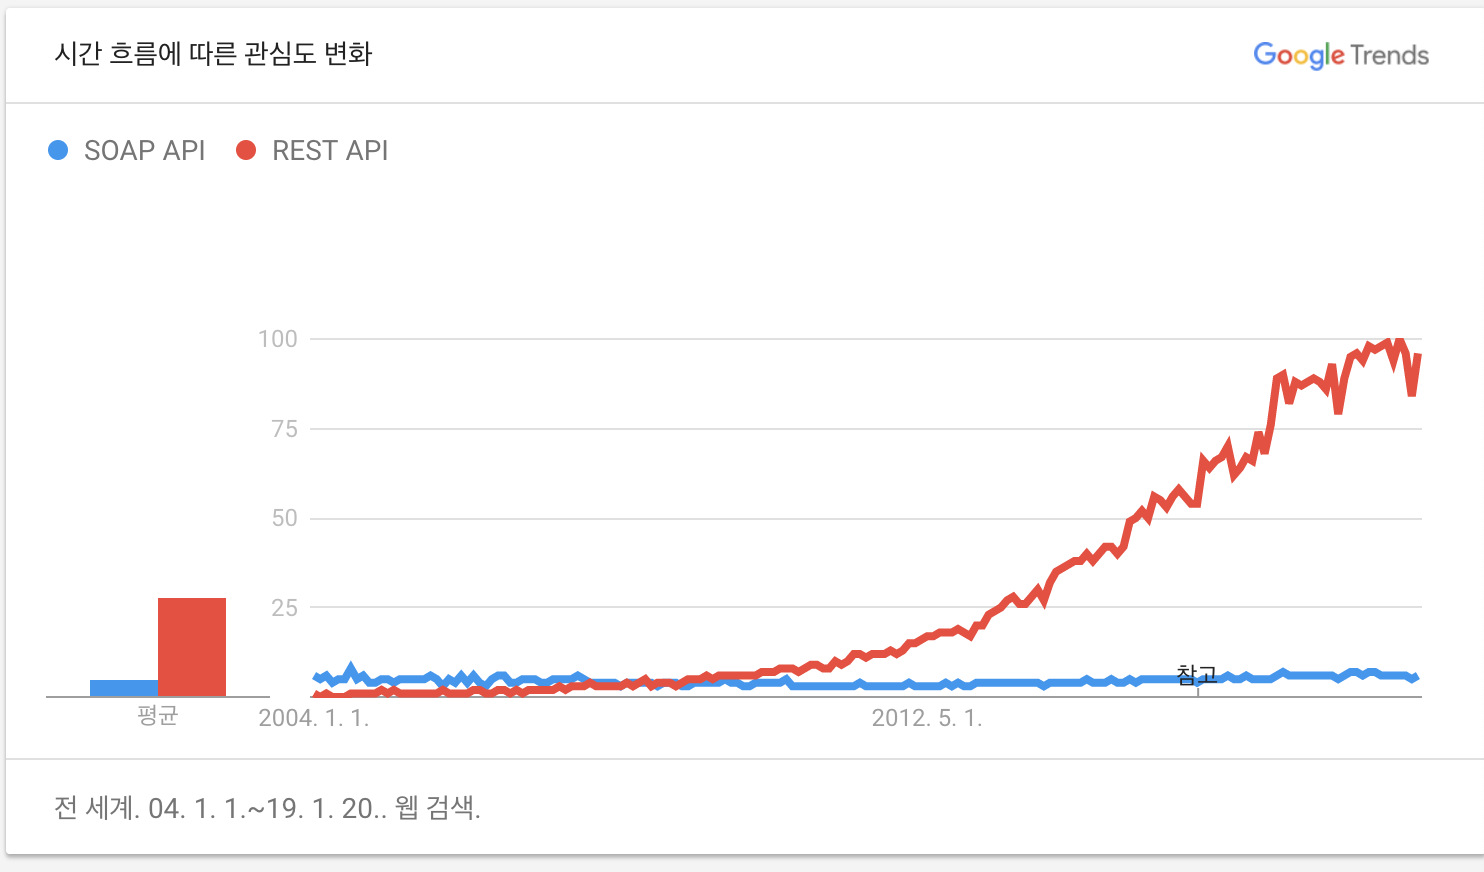 시간 흐름에 따른 관심도 변화
Google Trends
SOAP API
REST API
100
75
50
25
참고
평균
2004. 1. 1.
2012. 5. 1.
전 세계. 04. 1. 1.~19. 1. 20.. 웹 검색.